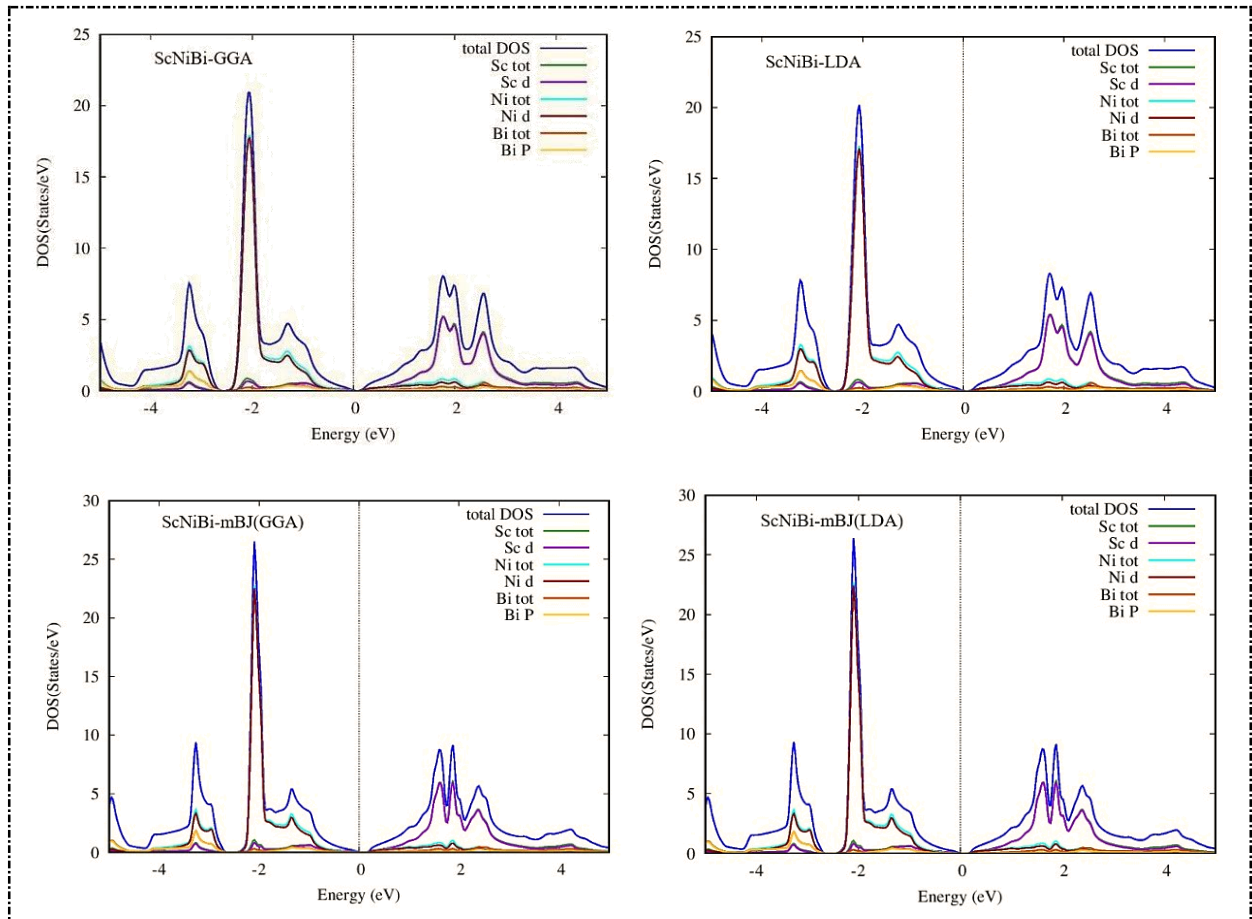 ScNiBi-GGA
total DOS
Sc tot
Sc d
Ni tot
Ni d
Bi tot
Bi P
25
20
15
10
5
0
DOS(States/eV)
-4 -2 0 2 4
Energy (eV)
ScNiBi-LDA
total DOS
Sc tot
Sc d
Ni tot
Ni d
Bi tot
Bi P
25
20
15
10
5
0
DOS(States/eV)
-4 -2 0 2 4
Energy (eV)
ScNiBi-mBJ(GGA)
total DOS
Sc tot
Sc d
Ni tot
Ni d
Bi tot
Bi P
30
25
20
15
10
5
0
DOS(States/eV)
-4 -2 0 2 4
Energy (eV)
ScNiBi-mBJ(LDA)
total DOS
Sc tot
Sc d
Ni tot
Ni d
Bi tot
Bi P
30
25
20
15
10
5
0
DOS(States/eV)
-4 -2 0 2 4
Energy (eV)